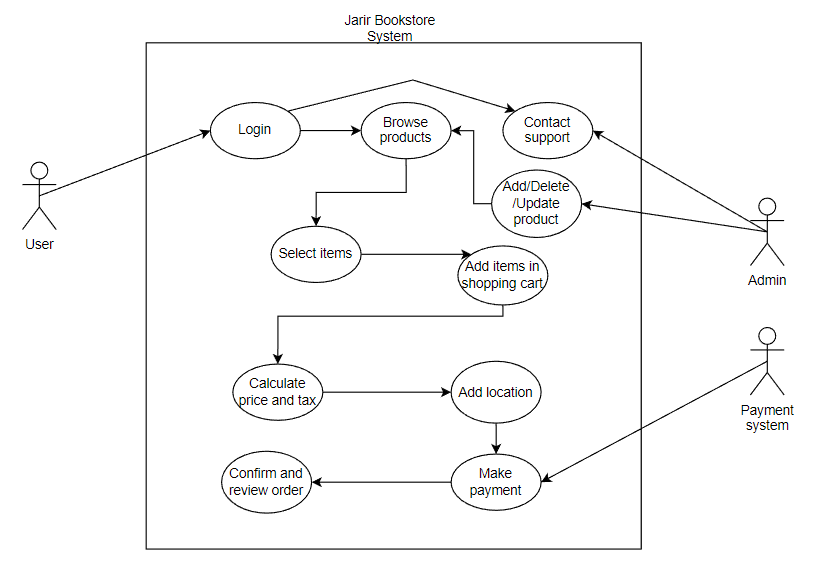 Jarir Bookstore
System
Login
Browse
products
Contact
support
Add/Delete
/Update
product
User
Select items
Add items in
shopping cart
Admin
Calculate
price and tax
Add location
Payment
system
Confirm and
review order
Make
payment